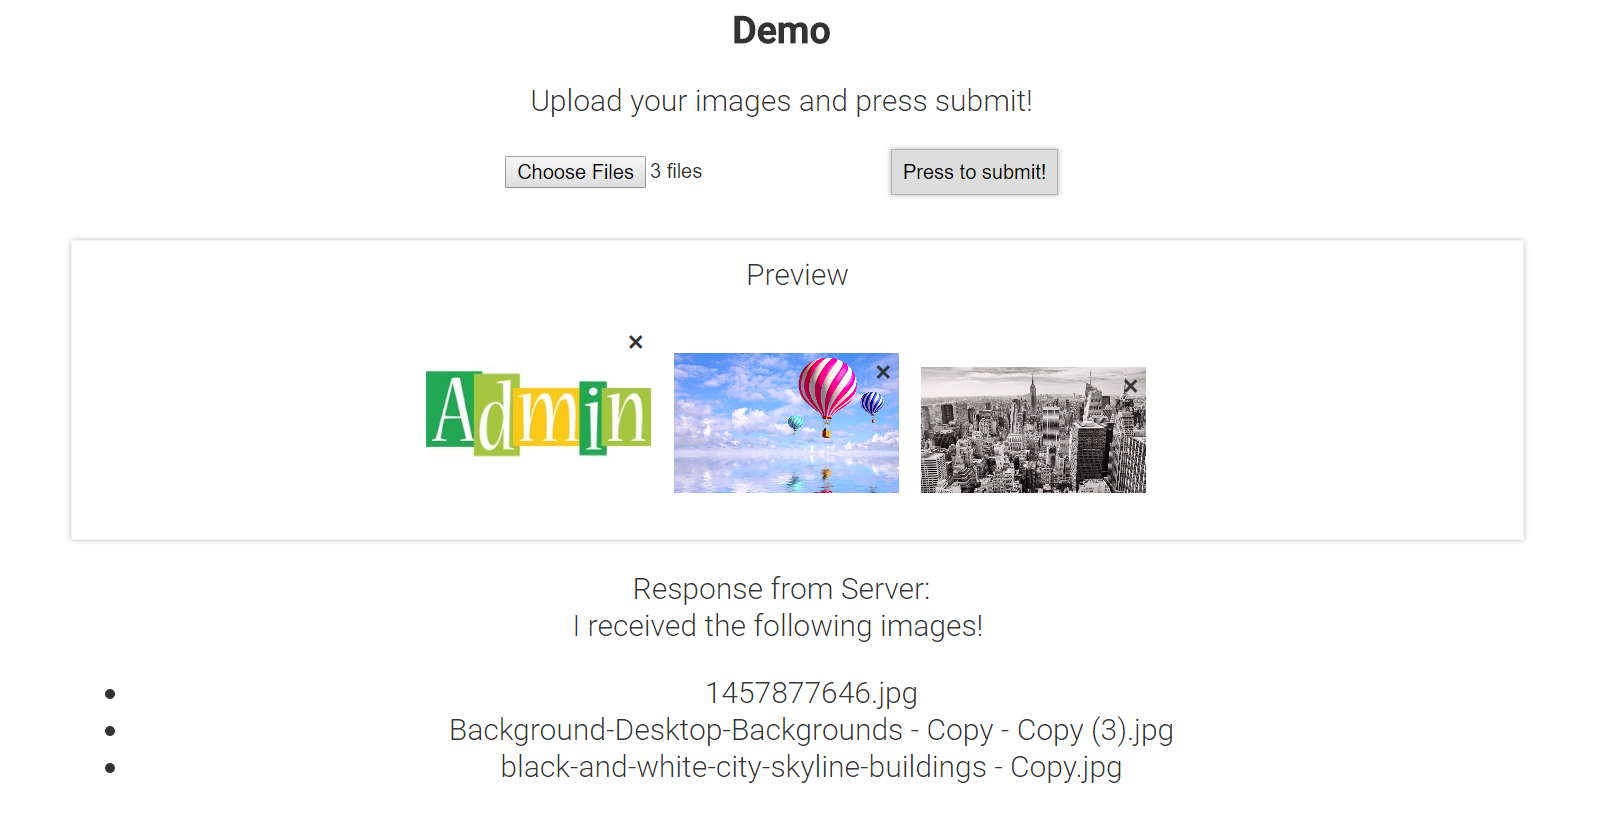 Demo
Upload your images and press submit!
Choose Files 3 files
Press to submit!
Preview
×
Admin
×
×
Response from Server:
I received the following images!
• 1457877646.jpg
• Background-Desktop-Backgrounds - Copy - Copy (3).jpg
• black-and-white-city-skyline-buildings - Copy.jpg